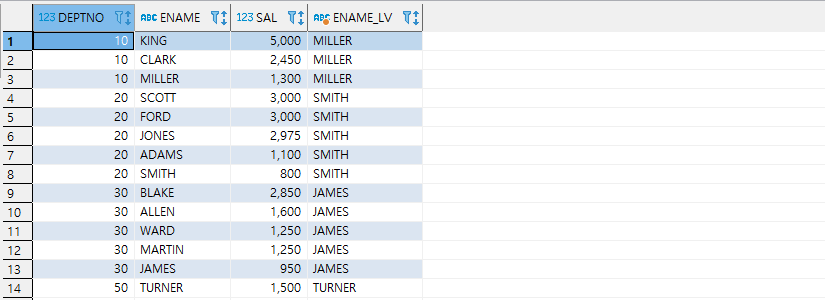 123 DEPTNO ABC ENAME 123 SAL ABC ENAME_LV
1 10 KING 5,000 MILLER
2 10 CLARK 2,450 MILLER
3 10 MILLER 1,300 MILLER
4 20 SCOTT 3,000 SMITH
5 20 FORD 3,000 SMITH
6 20 JONES 2,975 SMITH
7 20 ADAMS 1,100 SMITH
8 20 SMITH 800 SMITH
9 30 BLAKE 2,850 JAMES
10 30 ALLEN 1,600 JAMES
11 30 WARD 1,250 JAMES
12 30 MARTIN 1,250 JAMES
13 30 JAMES 950 JAMES
14 50 TURNER 1,500 TURNER